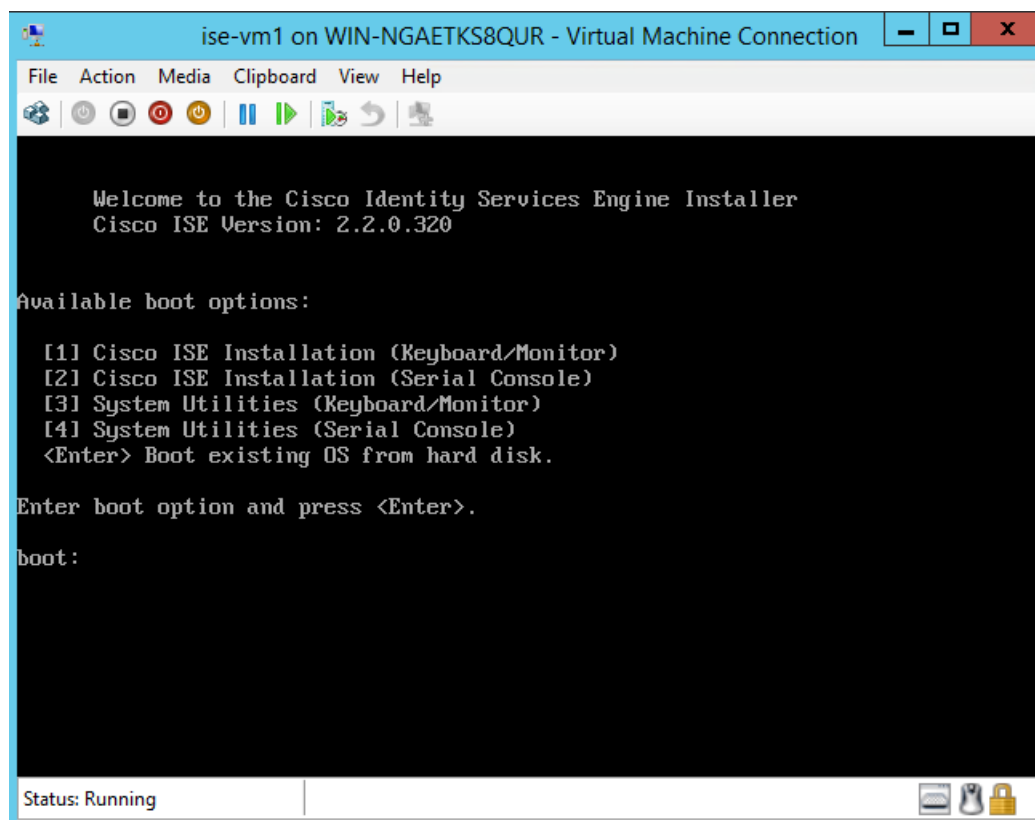 ise-vm1 on WIN-NGAETKS8QUR - Virtual Machine Connection
File Action Media Clipboard View Help
Welcome to the Cisco Identity Services Engine Installer
Cisco ISE Version: 2.2.0.320
Available boot options:
[1] Cisco ISE Installation (Keyboard/Monitor)
[2] Cisco ISE Installation (Serial Console)
[3] System Utilities (Keyboard/Monitor)
[4] System Utilities (Serial Console)
<Enter> Boot existing OS from hard disk.
Enter boot option and press <Enter>.
boot:
Status: Running